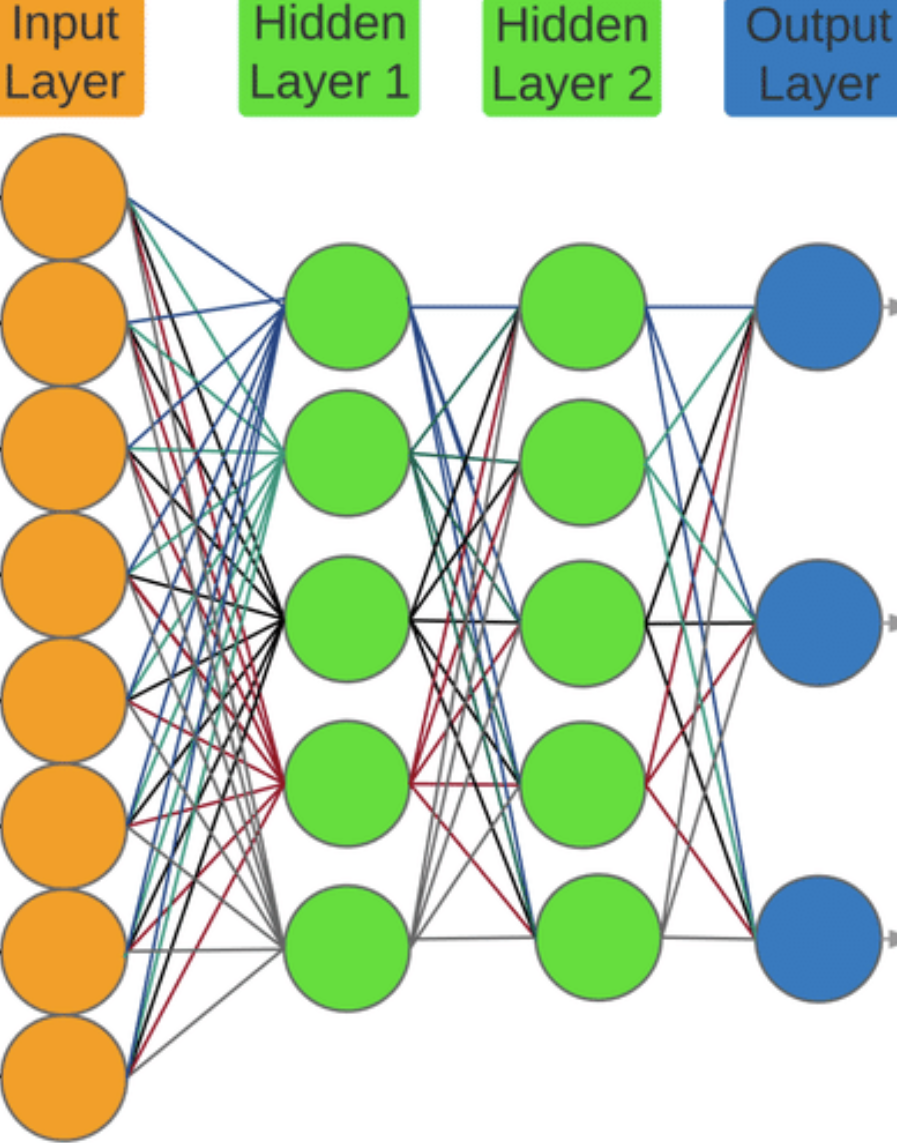 Input
Layer
Hidden
Layer 1
Hidden
Layer 2
Output
Layer